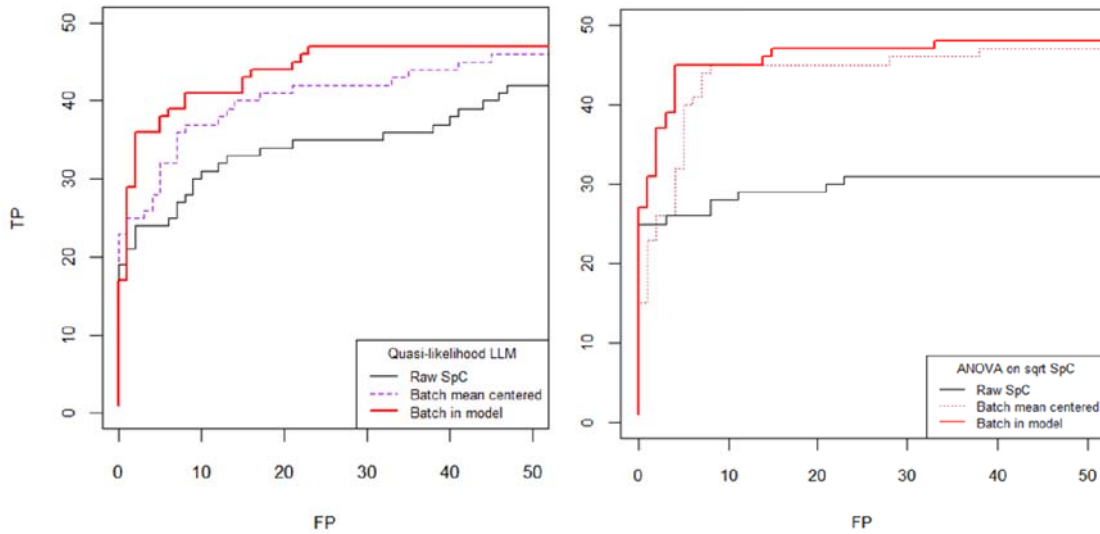 50
40
30
20
10
0
TP
Quasi-likelihood LLM
Raw SpC
Batch mean centered
Batch in model
0 10 20 30 40 50
FP
50
40
30
20
10
0
ANOVA on sqrt SpC
Raw SpC
Batch mean centered
Batch in model
0 10 20 30 40 50
FP